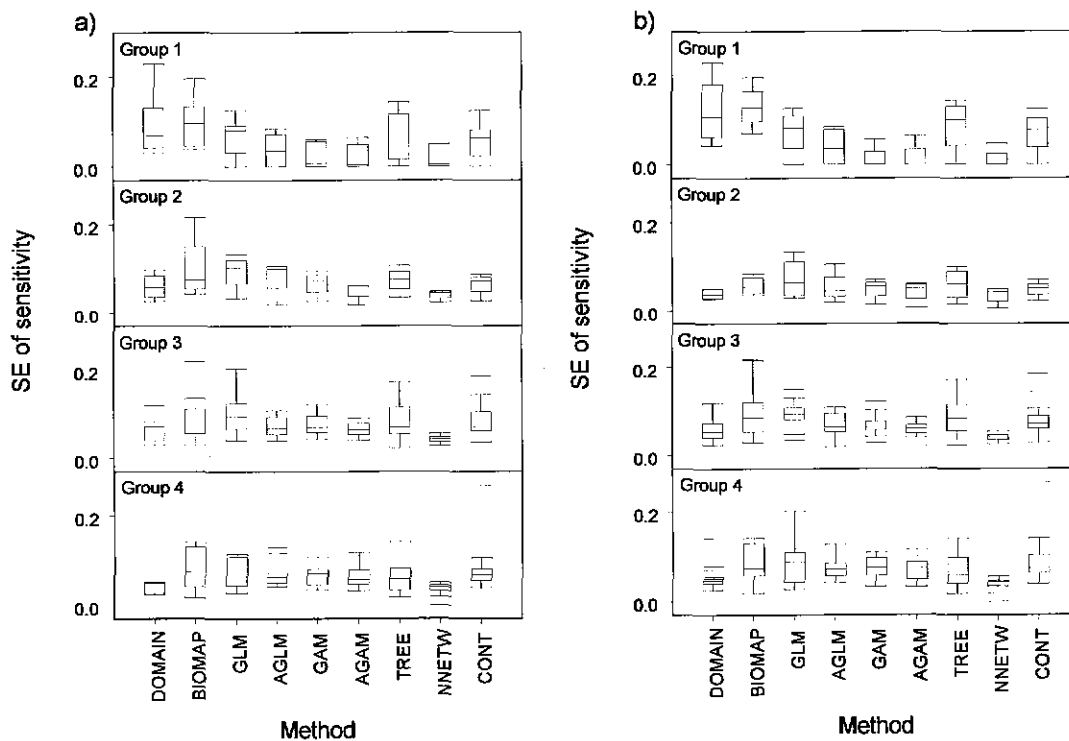 a)
SE of sensitivity
Group 1
0.2
0.0
Group 2
0.2
0.0
Group 3
0.2
0.0
Group 4
0.2
0.0
DOMAIN
BIOMAP
GLM
AGLM
GAM
AGAM
TREE
NNETW
CONT
Method
b)
SE of sensitivity
Group 1
0.2
0.0
Group 2
0.2
0.0
Group 3
0.2
0.0
Group 4
0.2
0.0
DOMAIN
BIOMAP
GLM
AGLM
GAM
AGAM
TREE
NNETW
CONT
Method